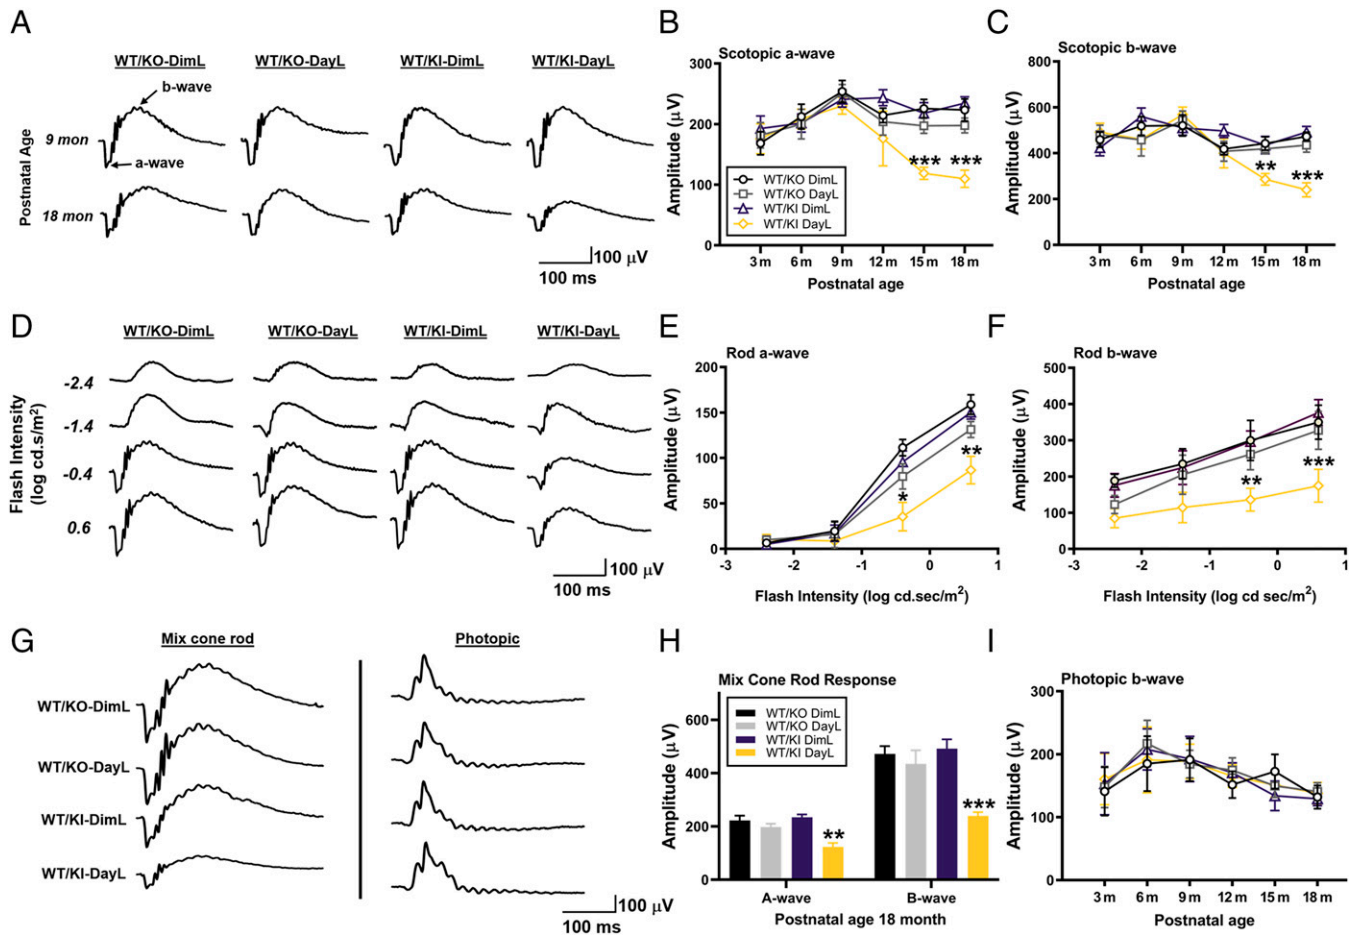 A
WT/KO-DimL WT/KO-DayL WT/KI-DimL WT/KI-DayL
b-wave
9 mon
a-wave
18 mon
Postnatal Age
100 μV
100 ms
B
Scotopic a-wave
Amplitude (μV)
300
200
100
0
*** ***
WT/KO DimL
WT/KO DayL
WT/KI DimL
WT/KI DayL
3 m 6 m 9 m 12 m 15 m 18 m
Postnatal age
C
Scotopic b-wave
Amplitude (μV)
800
600
400
200
0
** ***
3 m 6 m 9 m 12 m 15 m 18 m
Postnatal age
D
WT/KO-DimL WT/KO-DayL WT/KI-DimL WT/KI-DayL
Flash Intensity
(log cd.s/m²)
-2.4
-1.4
-0.4
0.6
100 μV
100 ms
E
Rod a-wave
Amplitude (μV)
200
150
100
50
0
* **
-3 -2 -1 0 1
Flash Intensity (log cd.sec/m²)
F
Rod b-wave
Amplitude (μV)
500
400
300
200
100
0
** ***
-3 -2 -1 0 1
Flash Intensity (log cd sec/m²)
G
Mix cone rod Photopic
WT/KO-DimL
WT/KO-DayL
WT/KI-DimL
WT/KI-DayL
100 μV
100 ms
H
Mix Cone Rod Response
Amplitude (μV)
600
400
200
0
WT/KO DimL
WT/KO DayL
WT/KI DimL
WT/KI DayL
** ***
A-wave B-wave
Postnatal age 18 month
I
Photopic b-wave
Amplitude (μV)
300
200
100
0
3 m 6 m 9 m 12 m 15 m 18 m
Postnatal age